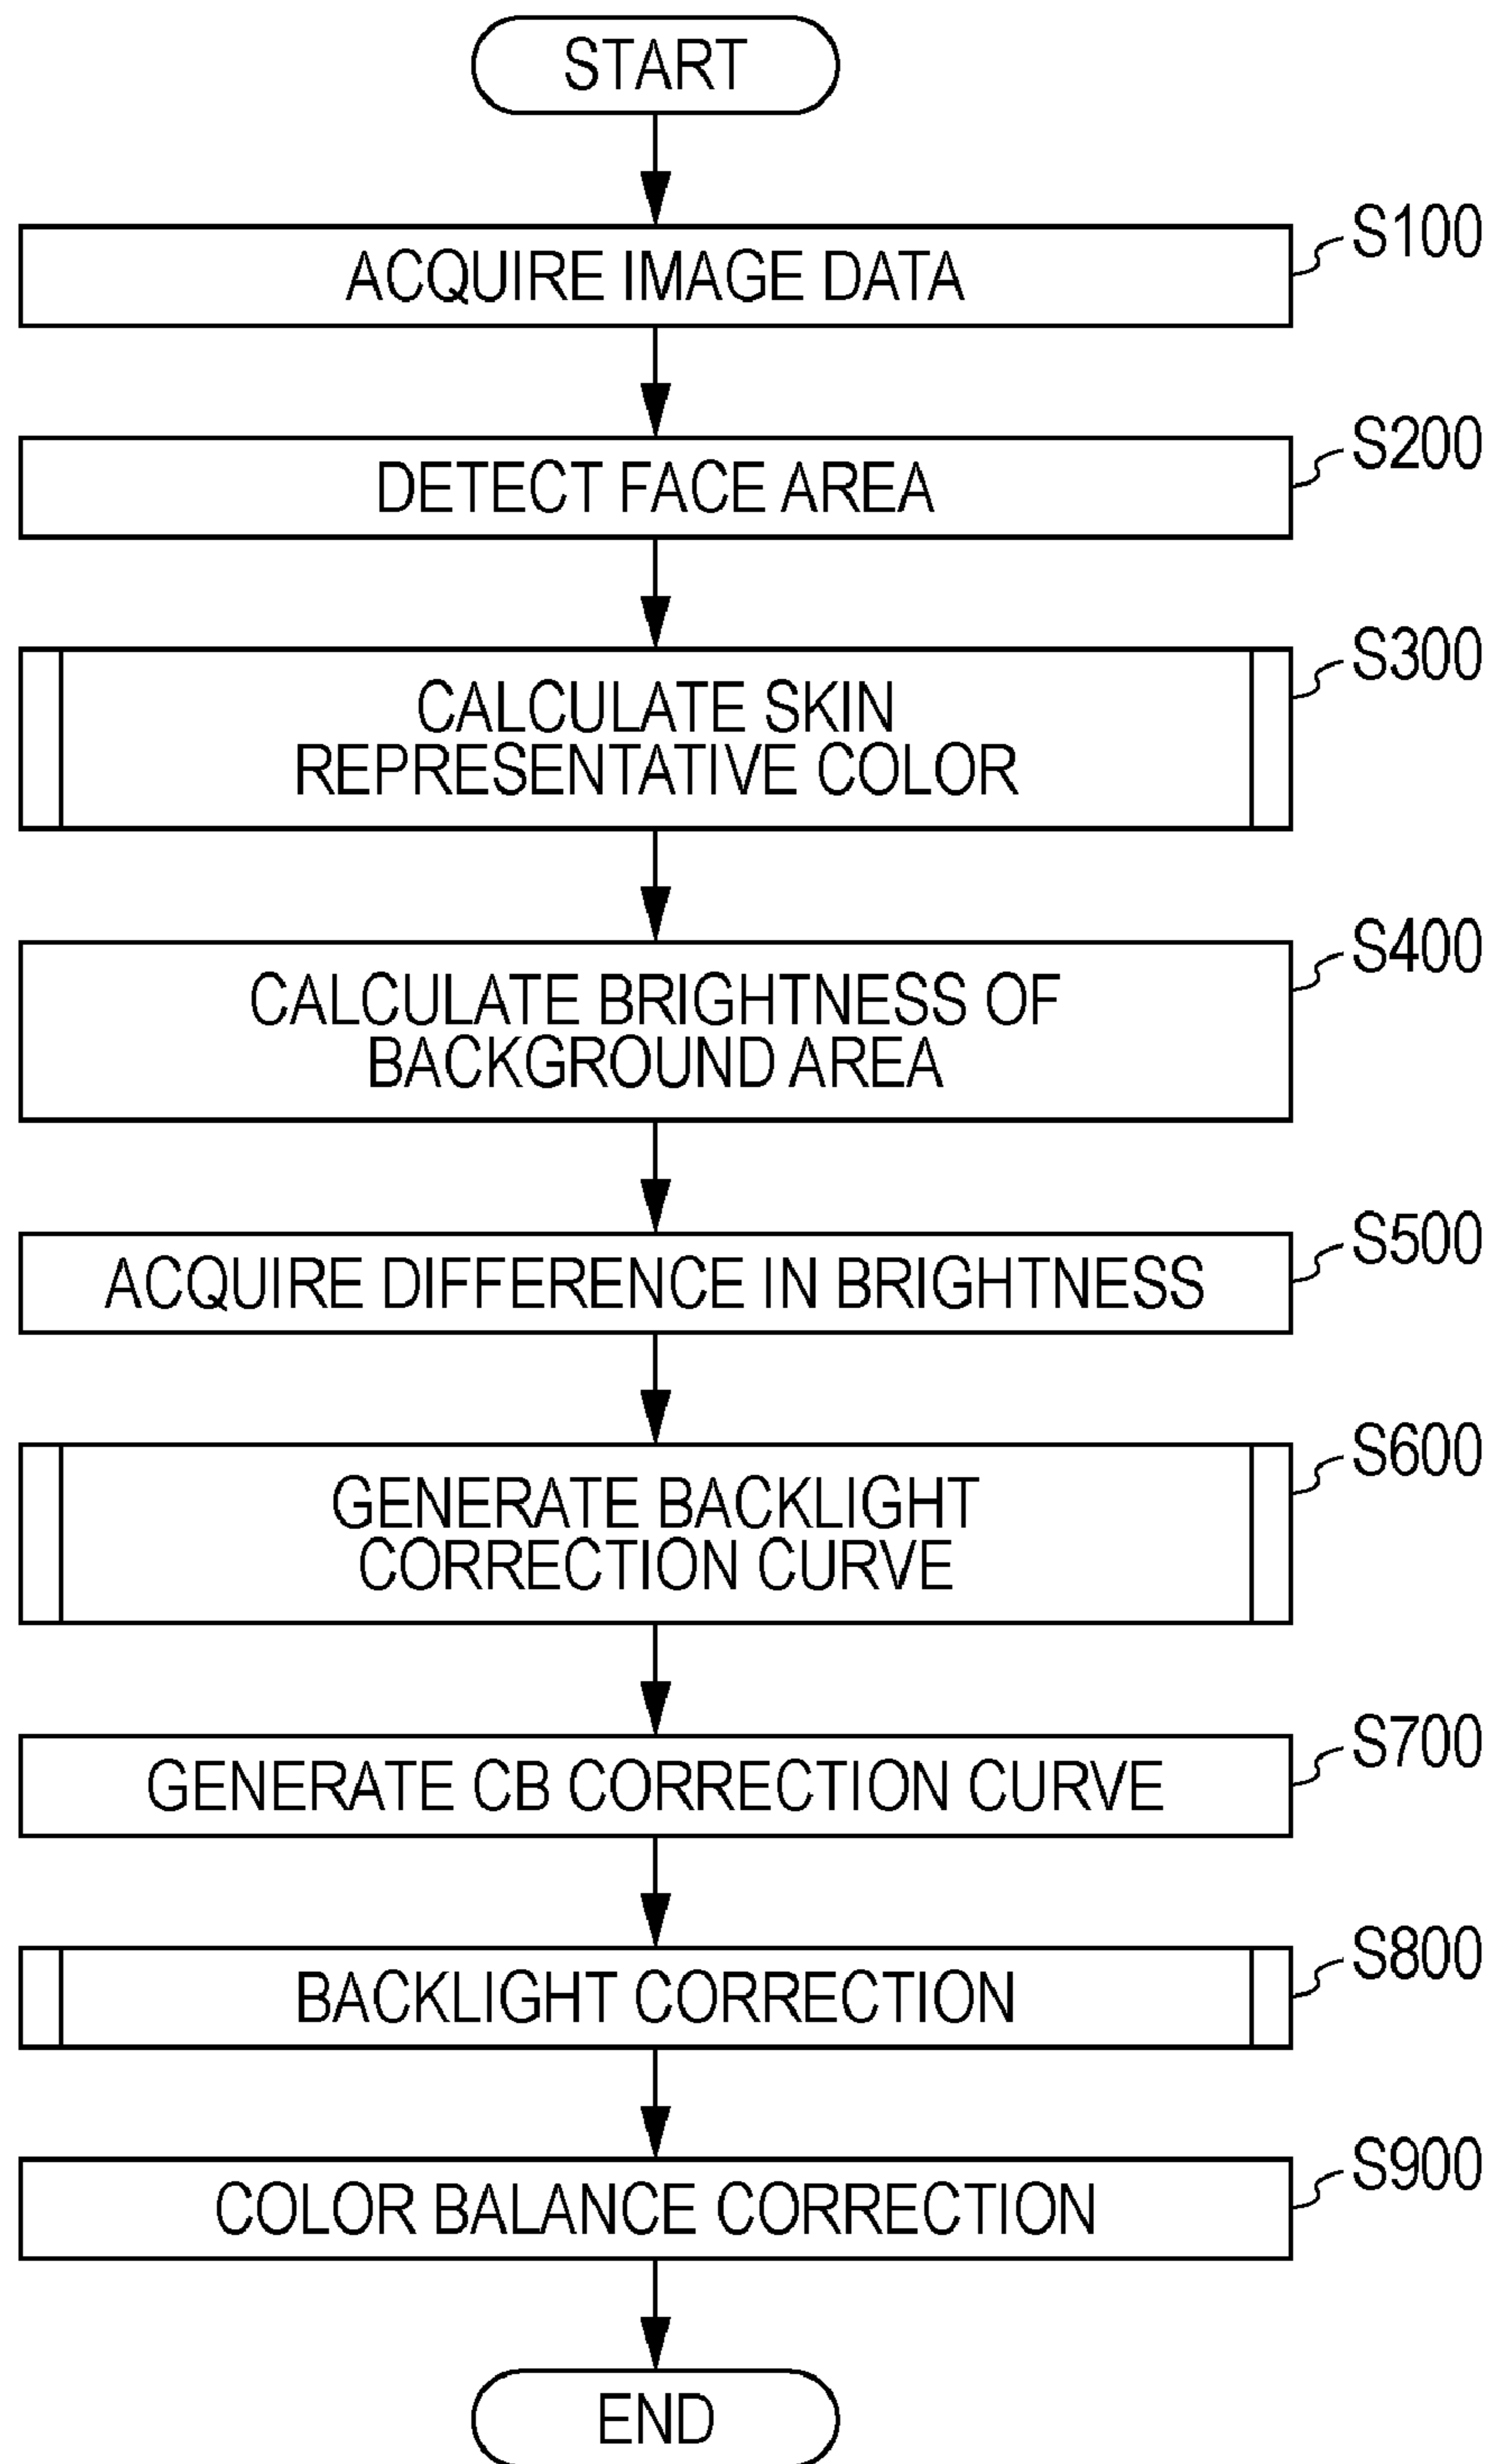 START
ACQUIRE IMAGE DATA
S100
DETECT FACE AREA
S200
CALCULATE SKIN
REPRESENTATIVE COLOR
S300
CALCULATE BRIGHTNESS OF
BACKGROUND AREA
S400
ACQUIRE DIFFERENCE IN BRIGHTNESS
S500
GENERATE BACKLIGHT
CORRECTION CURVE
S600
GENERATE CB CORRECTION CURVE
S700
BACKLIGHT CORRECTION
S800
COLOR BALANCE CORRECTION
S900
END